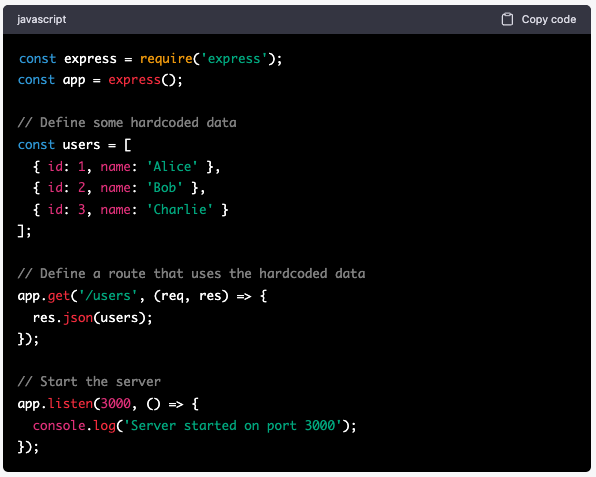 javascript
Copy code
const express = require('express');
const app = express();
// Define some hardcoded data
const users = [
  { id: 1, name: 'Alice' },
  { id: 2, name: 'Bob' },
  { id: 3, name: 'Charlie' }
];
// Define a route that uses the hardcoded data
app.get('/users', (req, res) => {
  res.json(users);
});
// Start the server
app.listen(3000, () => {
  console.log('Server started on port 3000');
});